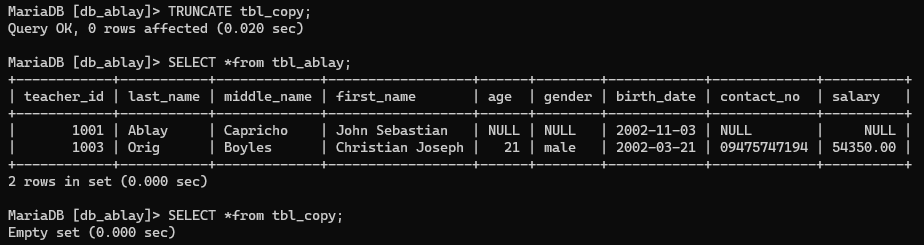 MariaDB [db_ablay]> TRUNCATE tbl_copy;
Query OK, 0 rows affected (0.020 sec)
MariaDB [db_ablay]> SELECT *from tbl_ablay;
+------------+-----------+-------------+------------------+------+--------+------------+-------------+----------+
| teacher_id | last_name | middle_name | first_name       | age  | gender | birth_date | contact_no  | salary   |
+------------+-----------+-------------+------------------+------+--------+------------+-------------+----------+
|       1001 | Ablay     | Capricho    | John Sebastian   | NULL | NULL   | 2002-11-03 | NULL        |     NULL |
|       1003 | Orig      | Boyles      | Christian Joseph |   21 | male   | 2002-03-21 | 09475747194 | 54350.00 |
+------------+-----------+-------------+------------------+------+--------+------------+-------------+----------+
2 rows in set (0.000 sec)
MariaDB [db_ablay]> SELECT *from tbl_copy;
Empty set (0.000 sec)